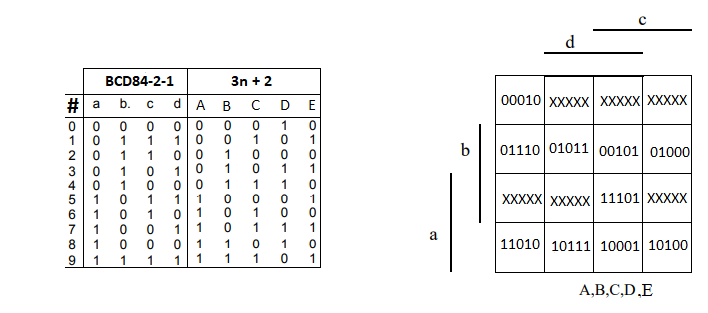 BCD84-2-1 3n + 2
# a b. c d A B C D E
0 0 0 0 0 0 0 0 1 0
1 0 1 1 1 0 0 1 0 1
2 0 1 1 0 0 1 0 0 0
3 0 1 0 1 0 1 0 1 1
4 0 1 0 0 0 1 1 1 0
5 1 0 1 1 1 0 0 0 1
6 1 0 1 0 1 0 1 0 0
7 1 0 0 1 1 0 1 1 1
8 1 0 0 0 1 1 0 1 0
9 1 1 1 1 1 1 1 0 1
c
d
00010 XXXXX XXXXX XXXXX
b 01110 01011 00101 01000
XXXXX XXXXX 11101 XXXXX
a 11010 10111 10001 10100
A,B,C,D,E